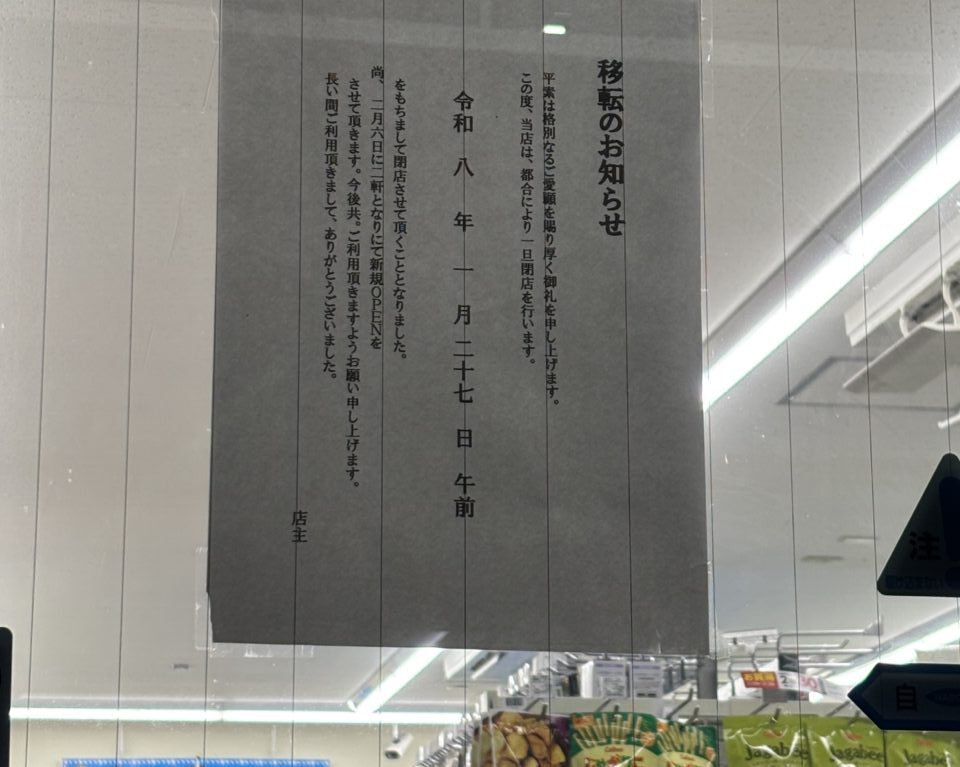 移転のお知らせ
平素は格別なるご愛顧を賜り厚く御礼を申し上げます。
この度、当店は、都合により一旦閉店を行います。
令和 八 年 一 月 二十七 日 午前
をもちまして閉店させて頂くこととなりました。
尚、二月六日に二軒となりにて新規OPENを
させて頂きます。今後共。ご利用頂きますようお願い申し上げます。
長い間ご利用頂きまして、ありがとうございました。
店主
注
自
お買得
Calbee
Jagabee
Jagabee